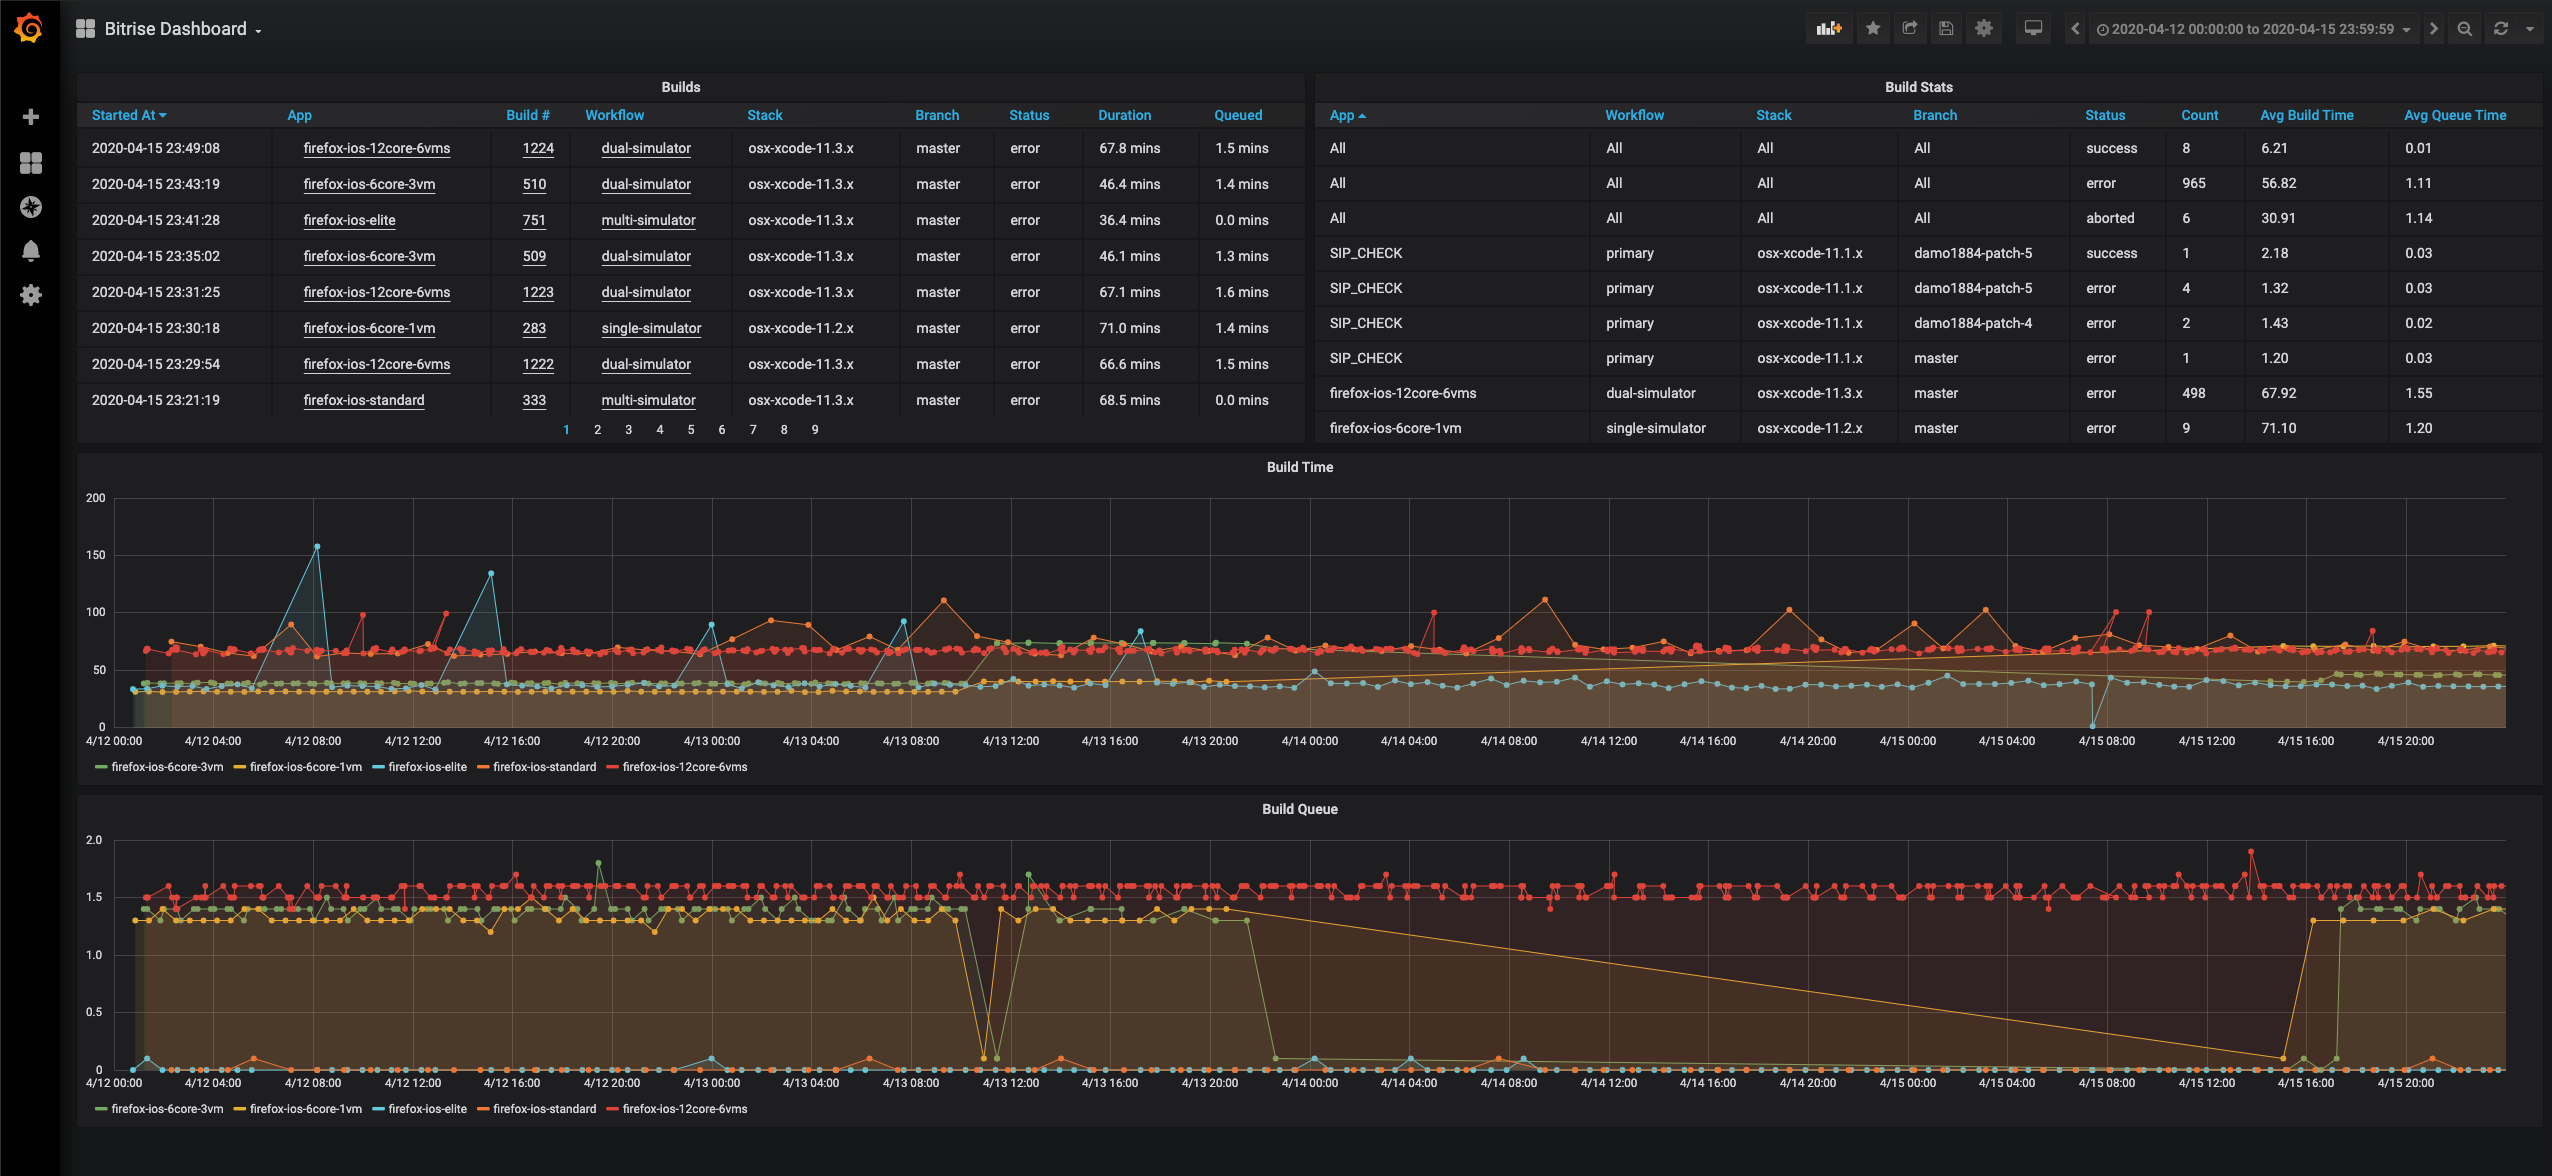 Bitrise Dashboard
2020-04-12 00:00:00 to 2020-04-15 23:59:59
Builds
Started At App Build # Workflow Stack Branch Status Duration Queued
2020-04-15 23:49:08 firefox-ios-12core-6vms 1224 dual-simulator osx-xcode-11.3.x master error 67.8 mins 1.5 mins
2020-04-15 23:43:19 firefox-ios-6core-3vm 510 dual-simulator osx-xcode-11.3.x master error 46.4 mins 1.4 mins
2020-04-15 23:41:28 firefox-ios-elite 751 multi-simulator osx-xcode-11.3.x master error 36.4 mins 0.0 mins
2020-04-15 23:35:02 firefox-ios-6core-3vm 509 dual-simulator osx-xcode-11.3.x master error 46.1 mins 1.3 mins
2020-04-15 23:31:25 firefox-ios-12core-6vms 1223 dual-simulator osx-xcode-11.3.x master error 67.1 mins 1.6 mins
2020-04-15 23:30:18 firefox-ios-6core-1vm 283 single-simulator osx-xcode-11.2.x master error 71.0 mins 1.4 mins
2020-04-15 23:29:54 firefox-ios-12core-6vms 1222 dual-simulator osx-xcode-11.3.x master error 66.6 mins 1.5 mins
2020-04-15 23:21:19 firefox-ios-standard 333 multi-simulator osx-xcode-11.3.x master error 68.5 mins 0.0 mins
1 2 3 4 5 6 7 8 9
Build Stats
App Workflow Stack Branch Status Count Avg Build Time Avg Queue Time
All All All All success 8 6.21 0.01
All All All All error 965 56.82 1.11
All All All All aborted 6 30.91 1.14
SIP_CHECK primary osx-xcode-11.1.x damo1884-patch-5 success 1 2.18 0.03
SIP_CHECK primary osx-xcode-11.1.x damo1884-patch-5 error 4 1.32 0.03
SIP_CHECK primary osx-xcode-11.1.x damo1884-patch-4 error 2 1.43 0.02
SIP_CHECK primary osx-xcode-11.1.x master error 1 1.20 0.03
firefox-ios-12core-6vms dual-simulator osx-xcode-11.3.x master error 498 67.92 1.55
firefox-ios-6core-1vm single-simulator osx-xcode-11.2.x master error 9 71.10 1.20
Build Time
200
150
100
50
0
4/12 00:00 4/12 04:00 4/12 08:00 4/12 12:00 4/12 16:00 4/12 20:00 4/13 00:00 4/13 04:00 4/13 08:00 4/13 12:00 4/13 16:00 4/13 20:00 4/14 00:00 4/14 04:00 4/14 08:00 4/14 12:00 4/14 16:00 4/14 20:00 4/15 00:00 4/15 04:00 4/15 08:00 4/15 12:00 4/15 16:00 4/15 20:00
firefox-ios-6core-3vm firefox-ios-6core-1vm firefox-ios-elite firefox-ios-standard firefox-ios-12core-6vms
Build Queue
2.0
1.5
1.0
0.5
0
4/12 00:00 4/12 04:00 4/12 08:00 4/12 12:00 4/12 16:00 4/12 20:00 4/13 00:00 4/13 04:00 4/13 08:00 4/13 12:00 4/13 16:00 4/13 20:00 4/14 00:00 4/14 04:00 4/14 08:00 4/14 12:00 4/14 16:00 4/14 20:00 4/15 00:00 4/15 04:00 4/15 08:00 4/15 12:00 4/15 16:00 4/15 20:00
firefox-ios-6core-3vm firefox-ios-6core-1vm firefox-ios-elite firefox-ios-standard firefox-ios-12core-6vms